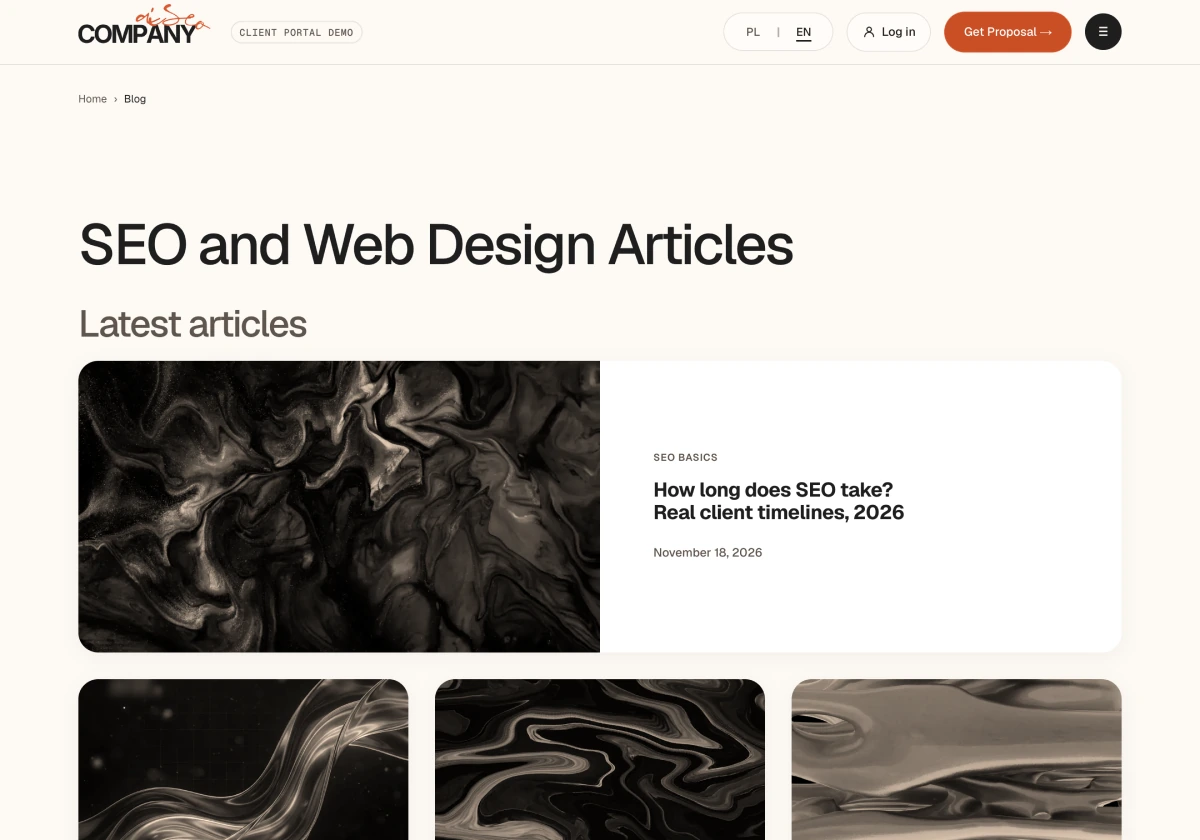 COMPANY
CLIENT PORTAL DEMO
PL | EN
Log in
Get Proposal →
Home › Blog
SEO and Web Design Articles
Latest articles
SEO BASICS
How long does SEO take?
Real client timelines, 2026
November 18, 2026